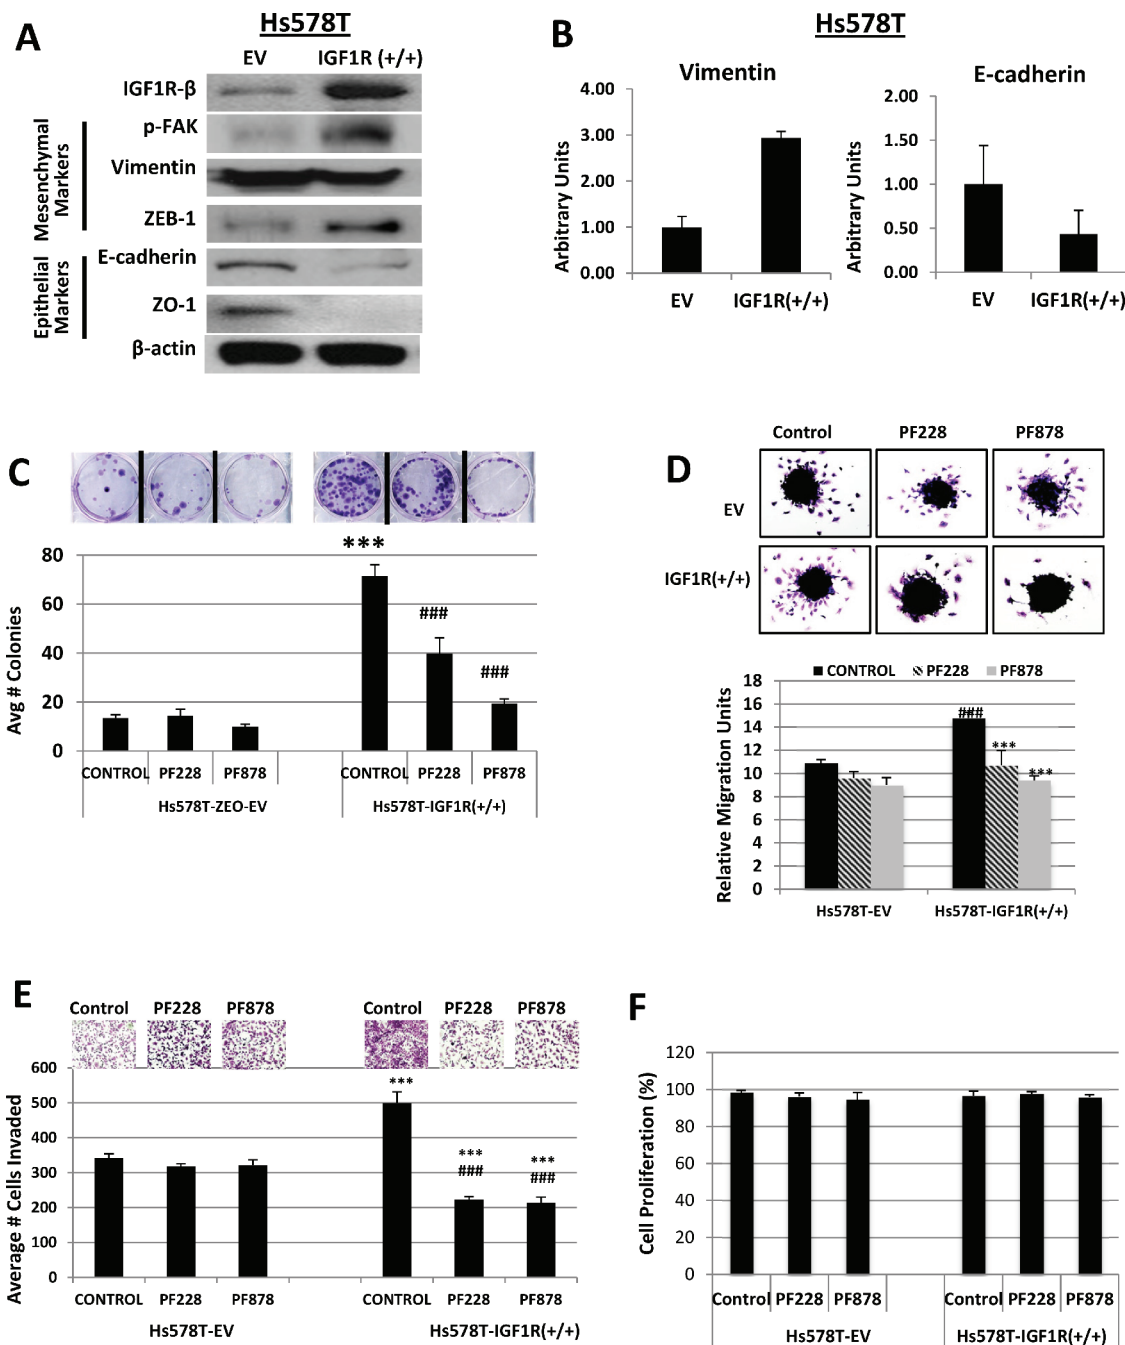 A
Hs578T
EV IGF1R (+/+)
IGF1R-β
p-FAK
Vimentin
ZEB-1
E-cadherin
ZO-1
β-actin
Mesenchymal
Markers
Epithelial
Markers
B
Hs578T
Vimentin
4.00
3.00
2.00
1.00
0.00
Arbitrary Units
EV IGF1R(+/+)
E-cadherin
2.00
1.50
1.00
0.50
0.00
Arbitrary Units
EV IGF1R(+/+)
C
80
60
40
20
0
Avg # Colonies
***
###
###
CONTROL PF228 PF878 CONTROL PF228 PF878
Hs578T-ZEO-EV Hs578T-IGF1R(+/+)
D
Control PF228 PF878
EV
IGF1R(+/+)
CONTROL PF228 PF878
18
16
14
12
10
8
6
4
2
0
Relative Migration Units
###
***
***
Hs578T-EV Hs578T-IGF1R(+/+)
E
Control PF228 PF878 Control PF228 PF878
600
500
400
300
200
100
0
Average # Cells Invaded
***
*** ***
### ###
CONTROL PF228 PF878 CONTROL PF228 PF878
Hs578T-EV Hs578T-IGF1R(+/+)
F
120
100
80
60
40
20
0
Cell Proliferation (%)
Control PF228 PF878 Control PF228 PF878
Hs578T-EV Hs578T-IGF1R(+/+)